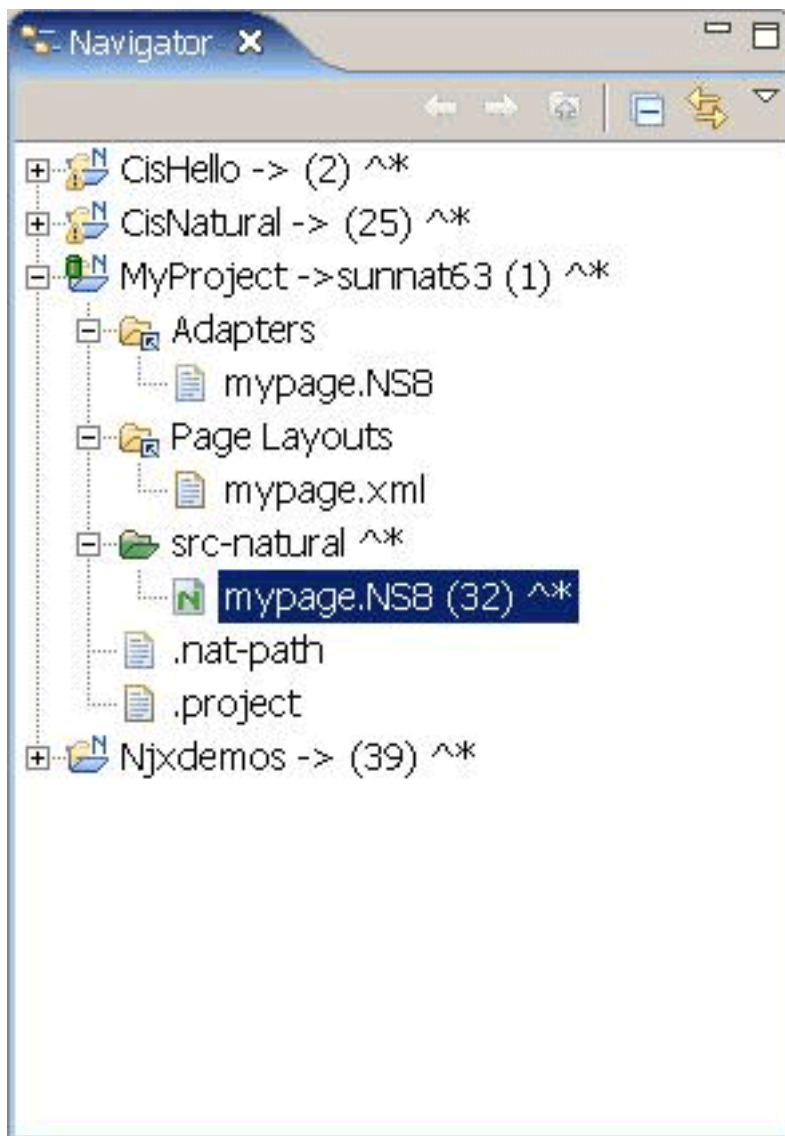 Navigator
CisHello -> (2) ^*
CisNatural -> (25) ^*
MyProject ->sunnat63 (1) ^*
Adapters
mypage.NS8
Page Layouts
mypage.xml
src-natural ^*
mypage.NS8 (32) ^*
.nat-path
.project
Njxdemos -> (39) ^*